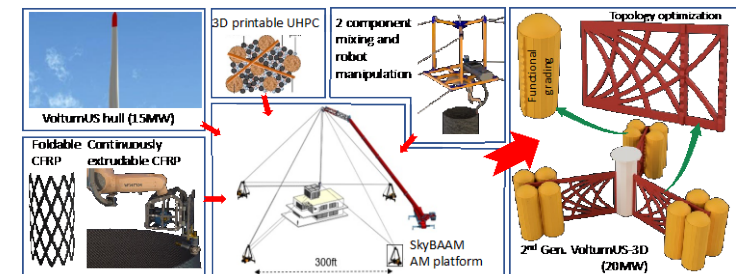 3D printable UHPC
2 component
mixing and
robot
manipulation
Topology optimization
Functional
grading
VolturnUS hull (15MW)
Foldable
CFRP
Continuously
extrudable CFRP
300ft
SkyBAAM
AM platform
2nd Gen. VolturnUS-3D
(20MW)